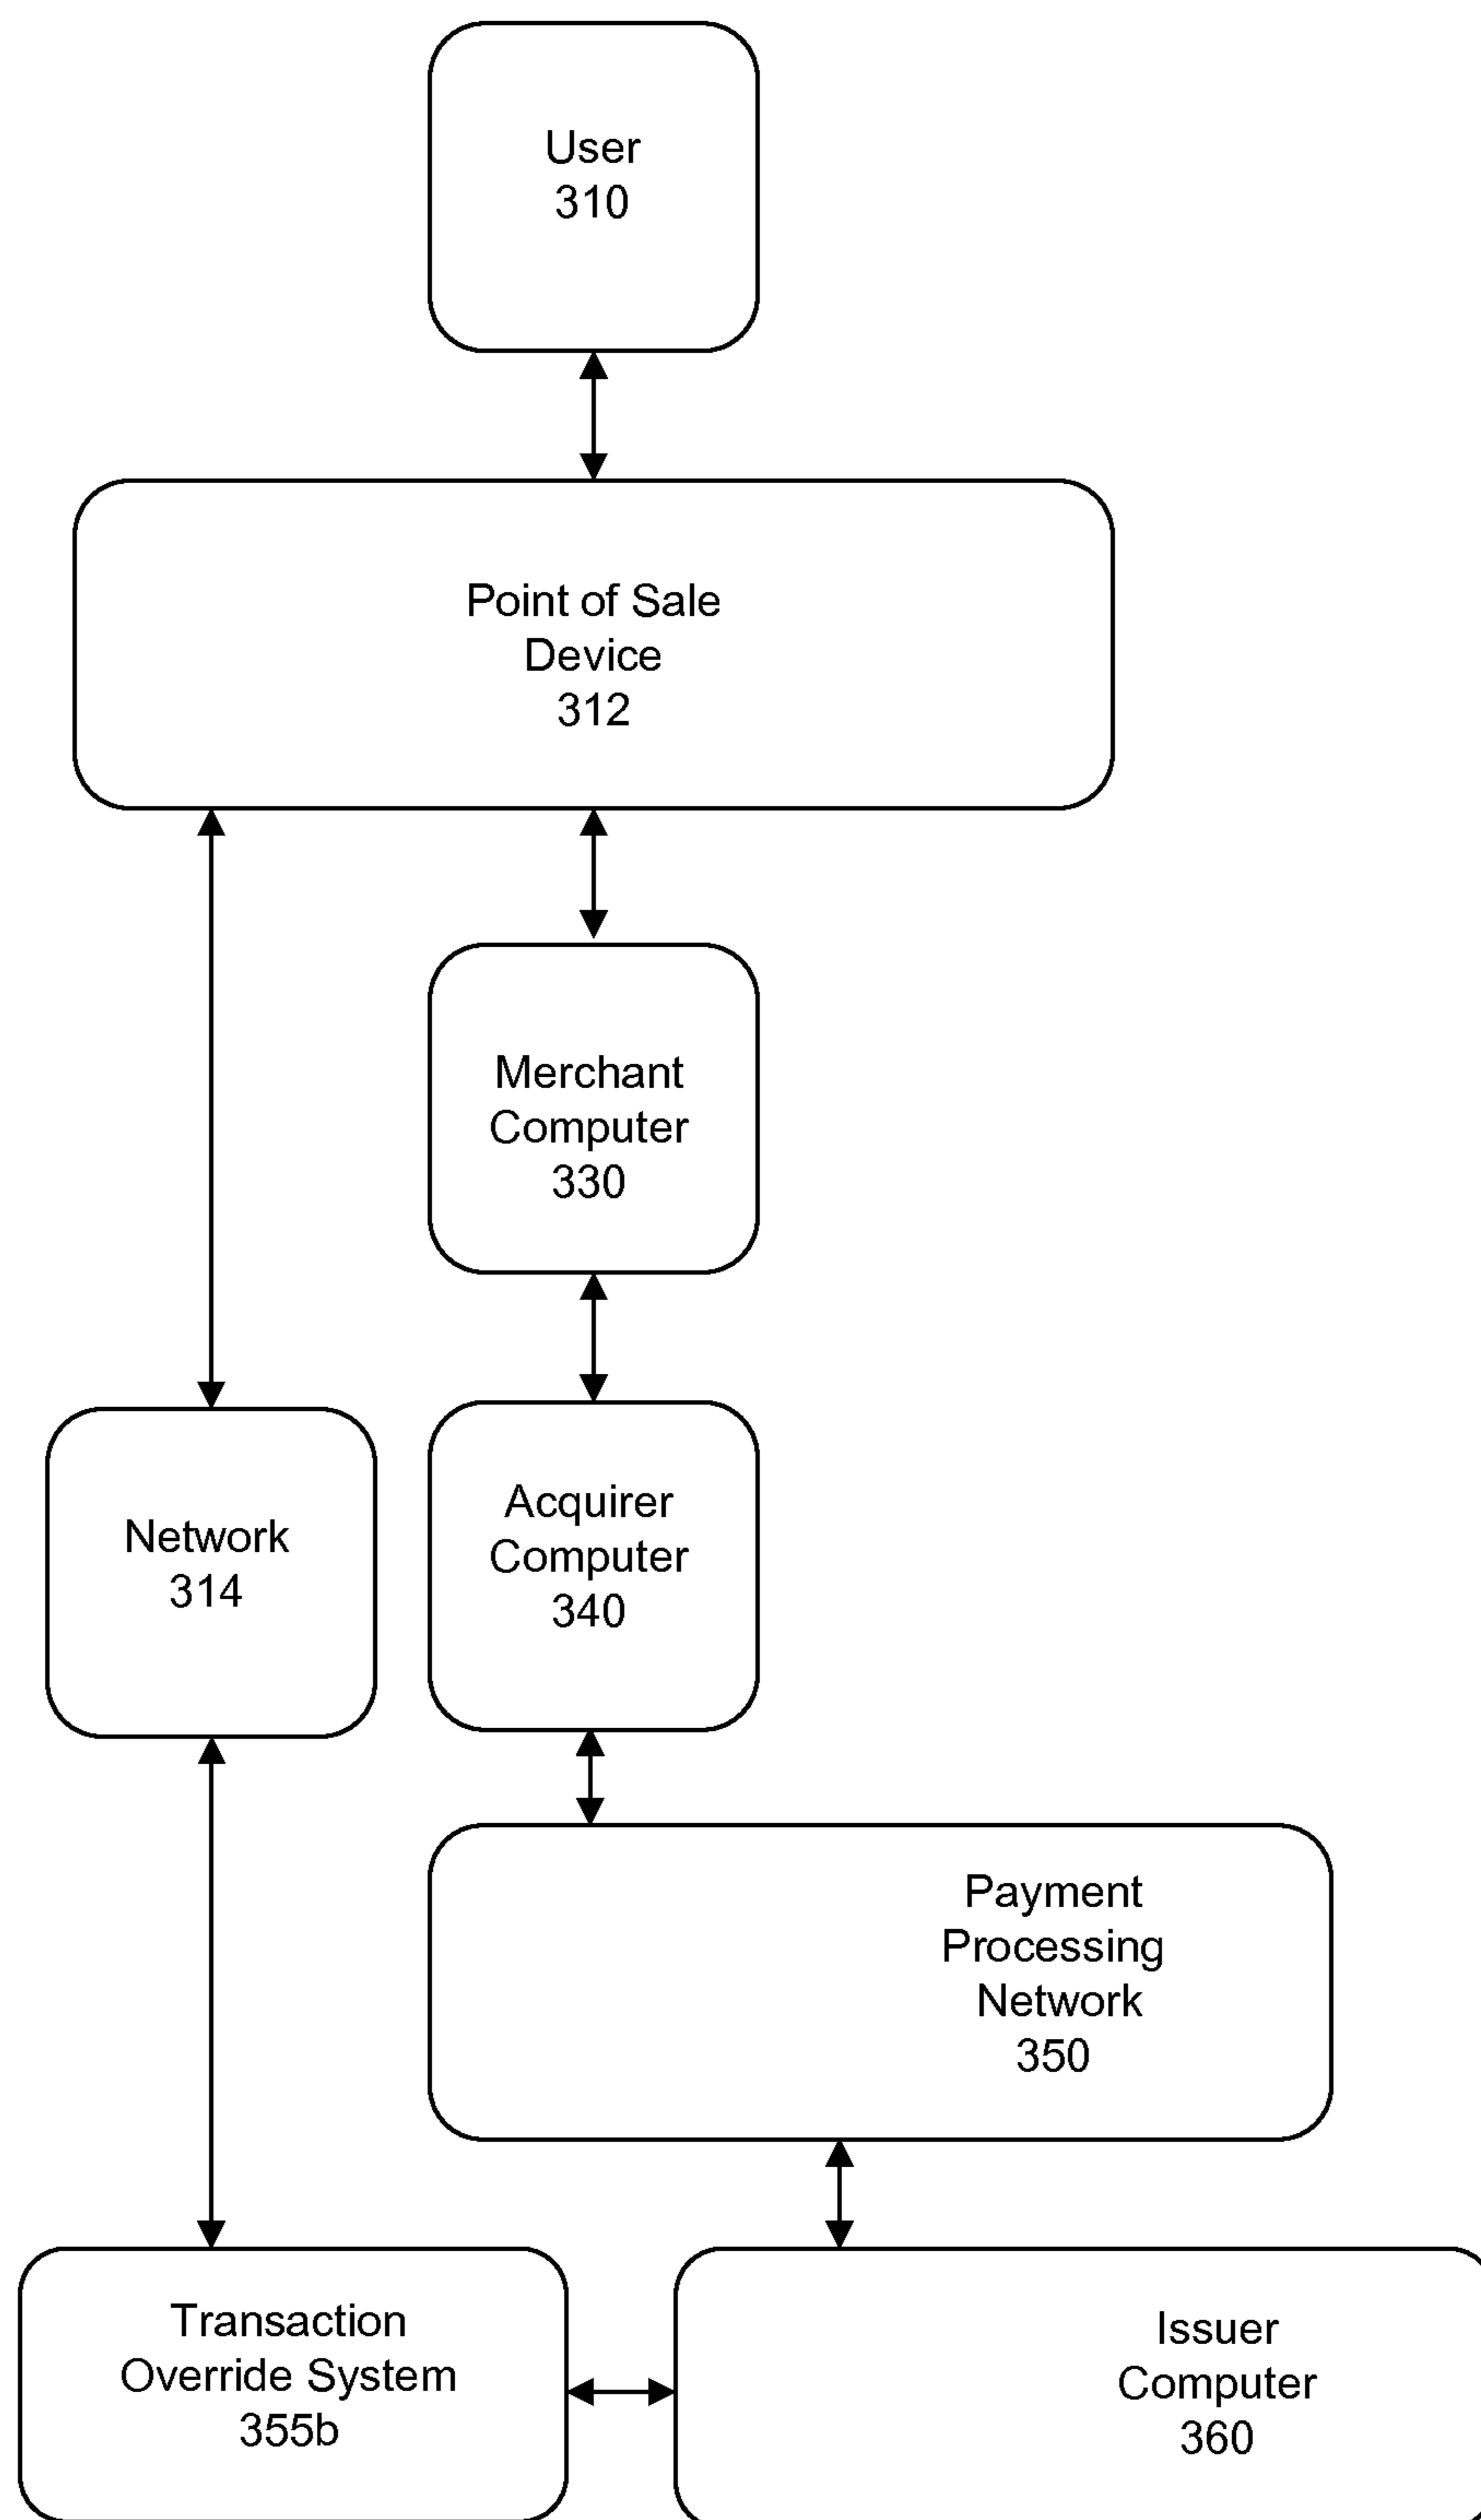 User
310
Point of Sale
Device
312
Merchant
Computer
330
Network
314
Acquirer
Computer
340
Payment
Processing
Network
350
Transaction
Override System
355b
Issuer
Computer
360